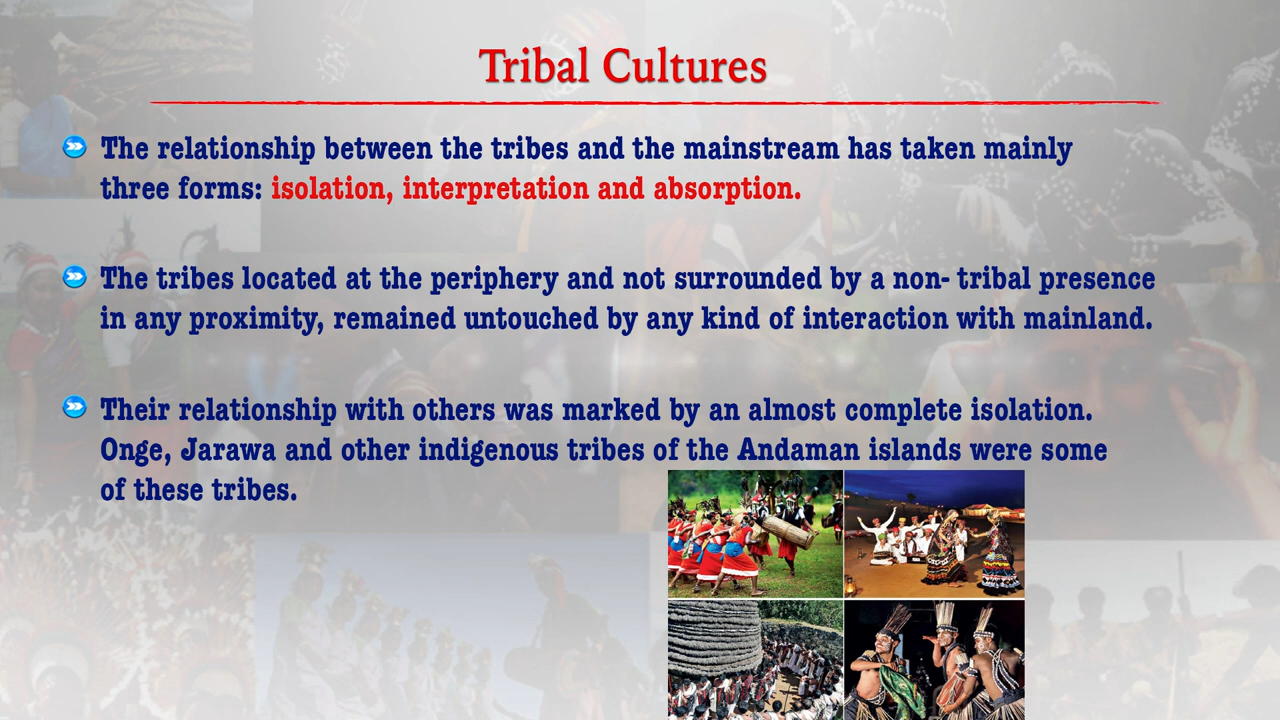 Tribal Cultures
The relationship between the tribes and the mainstream has taken mainly
three forms: isolation, interpretation and absorption.
The tribes located at the periphery and not surrounded by a non- tribal presence
in any proximity, remained untouched by any kind of interaction with mainland.
Their relationship with others was marked by an almost complete isolation.
Onge, Jarawa and other indigenous tribes of the Andaman islands were some
of these tribes.